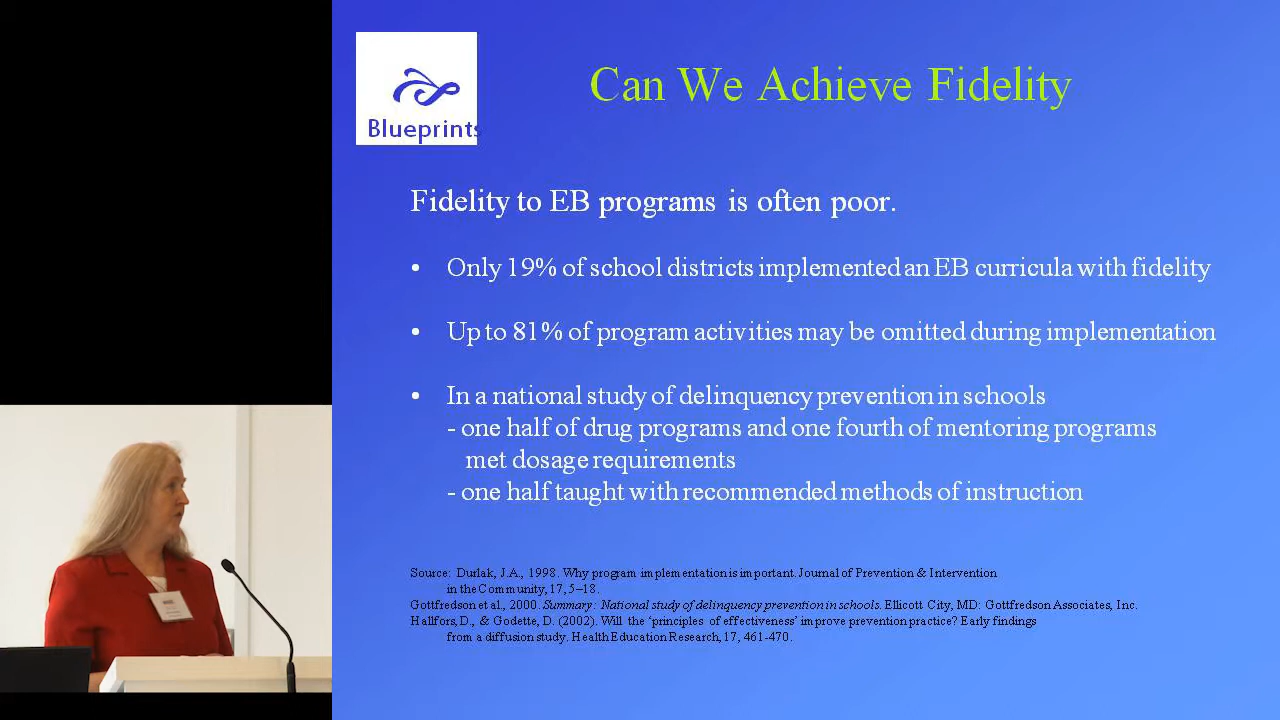 Blueprints
Can We Achieve Fidelity
Fidelity to EB programs is often poor.
• Only 19% of school districts implemented an EB curricula with fidelity
• Up to 81% of program activities may be omitted during implementation
• In a national study of delinquency prevention in schools
- one half of drug programs and one fourth of mentoring programs
met dosage requirements
- one half taught with recommended methods of instruction
Source: Durlak, J.A., 1998. Why program implementation is important. Journal of Prevention & Intervention
in the Community, 17, 5–18.
Gottfredson et al., 2000. Summary: National study of delinquency prevention in schools. Ellicott City, MD: Gottfredson Associates, Inc.
Hallfors, D., & Godette, D. (2002). Will the ‘principles of effectiveness’ improve prevention practice? Early findings
from a diffusion study. Health Education Research, 17, 461-470.